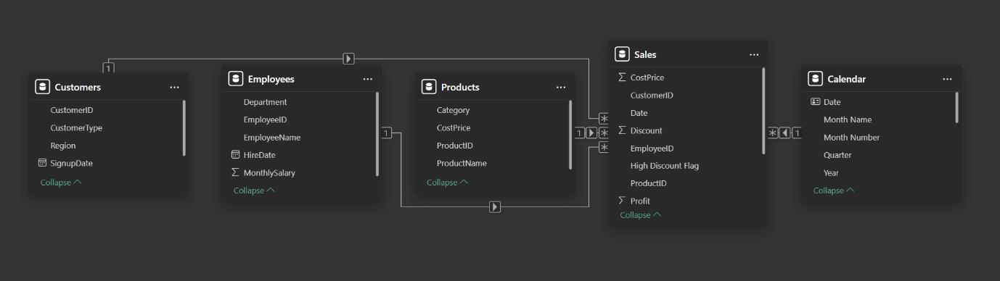 Customers
CustomerID
CustomerType
Region
SignupDate
Collapse
1
Employees
Department
EmployeeID
EmployeeName
HireDate
MonthlySalary
Collapse
1
Products
Category
CostPrice
ProductID
ProductName
Collapse
1
*
*
*
Sales
CostPrice
CustomerID
Date
Discount
EmployeeID
High Discount Flag
ProductID
Profit
Collapse
*
1
Calendar
Date
Month Name
Month Number
Quarter
Year
Collapse